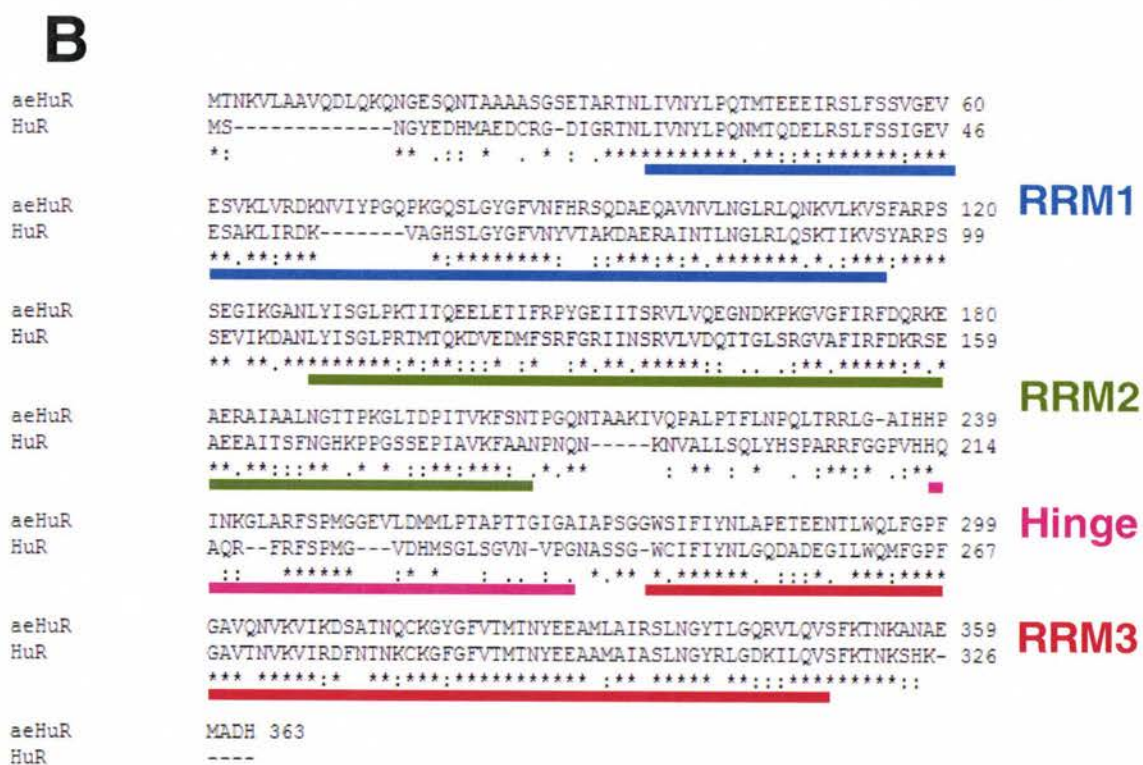 B
aeHuR MTNKVLAAVQDLQKQNGESQNTAAAASGSETARTNLIVNYLPQTMTEEEIRSLFSSVGEV 60
HuR MS-------------NGYEDHMAEDCRG-DIGRTNLIVNYLPQNMTQDELRSLFSSIGEV 46
*: ** .:: * . * : .**********.**::*:******:***
aeHuR ESVKLVRDKNVIYPGQPKGQSLGYGFVNFHRSQDAEQAVNVLNGLRLQNKVLKVSFARPS 120
RRM1
HuR ESAKLIRDK-------VAGHSLGYGFVNYVTAKDAERAINTLNGLRLQSKTIKVSYARPS 99
**.**:*** *:********: ::***:*:*.*******.*.:***:****
aeHuR SEGIKGANLYISGLPKTITQEELETIFRPYGEIITSRVLVQEGNDKPKGVGFIRFDQRKE 180
HuR SEVIKDANLYISGLPRTMTQKDVEDMFSRFGRIINSRVLVDQTTGLSRGVAFIRFDKRSE 159
** **.*********:*:**:::* :* :*.**.*****:: .. .:**.*****:*.*
RRM2
aeHuR AERAIAALNGTTPKGLTDPITVKFSNTPGQNTAAKIVQPALPTFLNPQLTRRLG-AIHHP 239
HuR AEEAITSFNGHKPPGSSEPIAVKFAANPNQN-----KNVALLSQLYHSPARRFGGPVHHQ 214
**.**:::** .* * ::**:***: .*.** : ** : * . :**:* .:**
aeHuR INKGLARFSPMGGEVLDMMLPTAPTTGIGAIAPSGGWSIFIYNLAPETEENTLWQLFGPF 299
Hinge
HuR AQR--FRFSPMG---VDHMSGLSGVN-VPGNASSG-WCIFIYNLGQDADEGILWQMFGPF 267
:: ****** :* * : .. : . *.** *.******. :::*. ***:****
aeHuR GAVQNVKVIKDSATNQCKGYGFVTMTNYEEAMLAIRSLNGYTLGQRVLQVSFKTNKANAE 359
RRM3
HuR GAVTNVKVIRDFNTNKCKGFGFVTMTNYEEAAMAIASLNGYRLGDKILQVSFKTNKSHK- 326
*** *****:* **:***:*********** :** ***** **:::*********::
aeHuR MADH 363
HuR ----